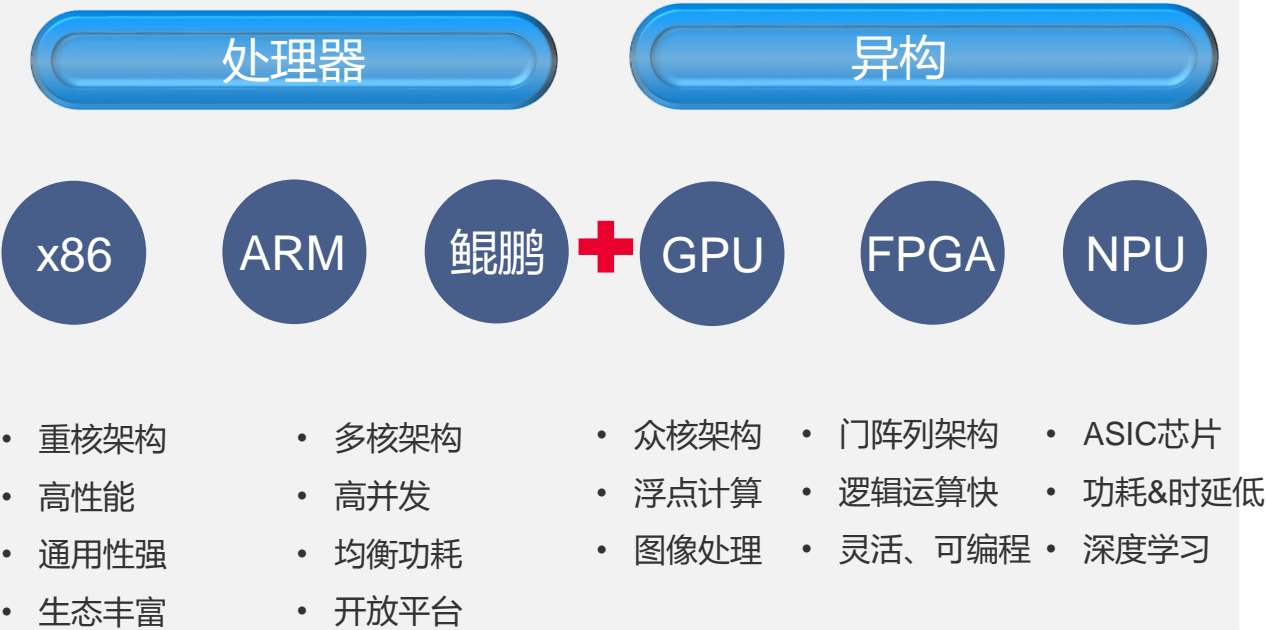 处理器
异构
x86
ARM
鲲鹏
GPU
FPGA
NPU
• 重核架构
• 高性能
• 通用性强
• 生态丰富
• 多核架构
• 高并发
• 均衡功耗
• 开放平台
• 众核架构
• 浮点计算
• 图像处理
• 门阵列架构
• 逻辑运算快
• 灵活、可编程
• ASIC芯片
• 功耗&时延低
• 深度学习